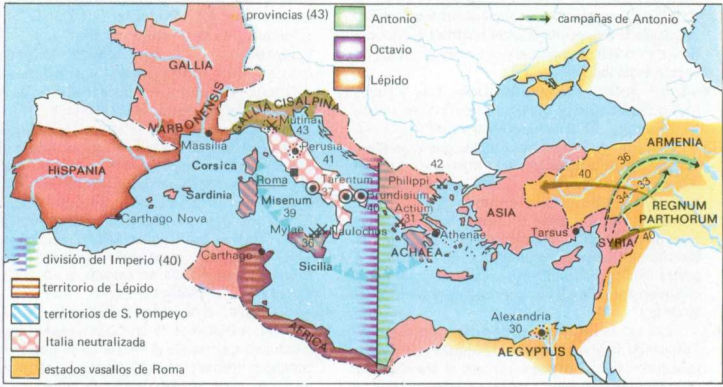 provincias (43)
Antonio
Octavio
Lépido
campañas de Antonio
GALLIA
NARBONENSIS
GALLIA CISALPINA
Mutina
43
Massilia
Perusia
41
HISPANIA
Corsica
Roma
Tarentum
37
Brundisium
40
42
Philippi
Actium
31
Sardinia
Misenum
39
Carthago Nova
Mylae
36
Naulochos
Athenae
ACHAEA
Sicilia
Carthago
AFRICA
ASIA
Tarsus
SYRIA
40
ARMENIA
36
33
34
40
REGNUM
PARTHORUM
Alexandria
30
AEGYPTUS
división del Imperio (40)
territorio de Lépido
territorios de S. Pompeyo
Italia neutralizada
estados vasallos de Roma